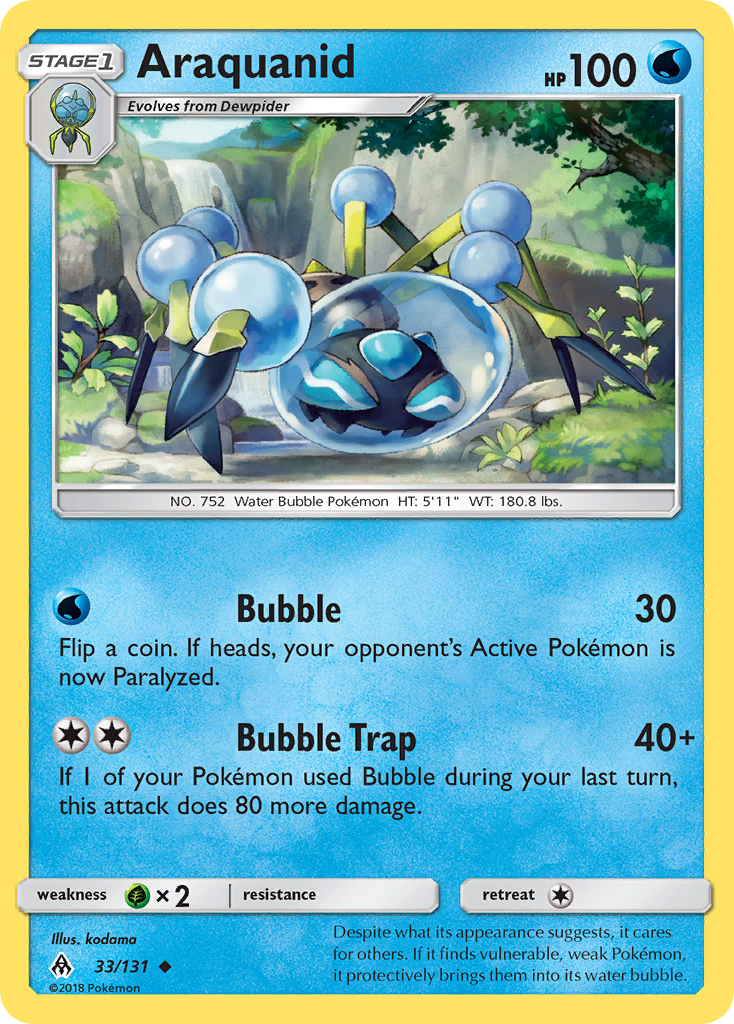 STAGE 1
Araquanid
HP 100
Evolves from Dewpider
NO. 752 Water Bubble Pokémon HT: 5'11" WT: 180.8 lbs.
Bubble 30
Flip a coin. If heads, your opponent's Active Pokémon is
now Paralyzed.
Bubble Trap 40+
If 1 of your Pokémon used Bubble during your last turn,
this attack does 80 more damage.
weakness ×2 resistance retreat
Illus. kodama
33/131
©2018 Pokémon
Despite what its appearance suggests, it cares
for others. If it finds vulnerable, weak Pokémon,
it protectively brings them into its water bubble.